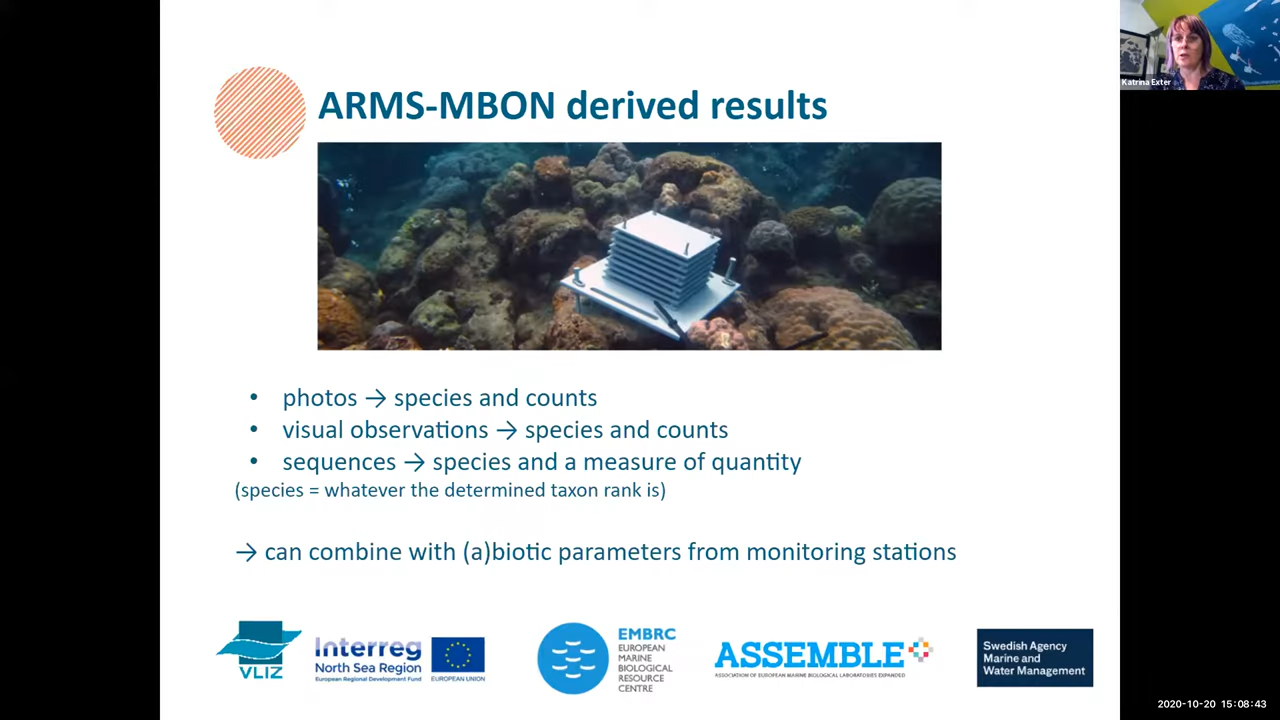 Katrina Exter
ARMS-MBON derived results
• photos → species and counts
• visual observations → species and counts
• sequences → species and a measure of quantity
(species = whatever the determined taxon rank is)
→ can combine with (a)biotic parameters from monitoring stations
VLIZ
Interreg
North Sea Region
European Regional Development Fund
EUROPEAN UNION
EMBRC
EUROPEAN
MARINE
BIOLOGICAL
RESOURCE
CENTRE
ASSEMBLE
ASSOCIATION OF EUROPEAN MARINE BIOLOGICAL LABORATORIES EXPANDED
Swedish Agency
Marine and
Water Management
2020-10-20 15:08:43